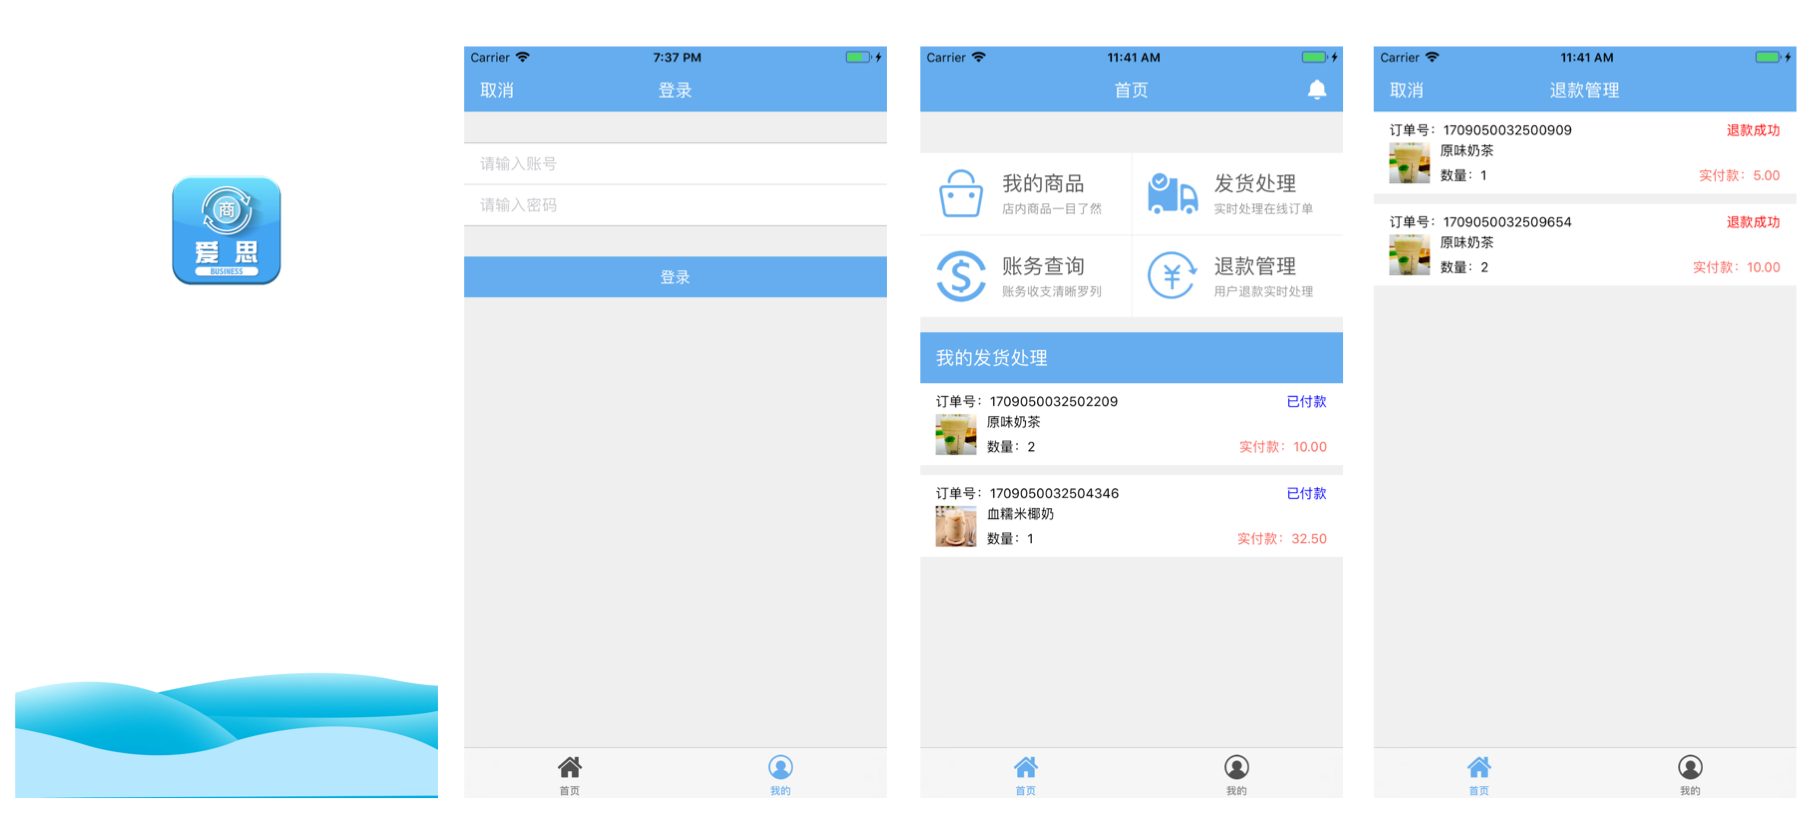 商
爱 思
BUSINESS
Carrier
7:37 PM
取消
登录
请输入账号
请输入密码
登录
首页
我的
Carrier
11:41 AM
首页
我的商品
店内商品一目了然
发货处理
实时处理在线订单
账务查询
账务收支清晰罗列
退款管理
用户退款实时处理
我的发货处理
订单号：1709050032502209
已付款
原味奶茶
数量：2
实付款：10.00
订单号：1709050032504346
已付款
血糯米椰奶
数量：1
实付款：32.50
首页
我的
Carrier
11:41 AM
取消
退款管理
订单号：1709050032500909
退款成功
原味奶茶
数量：1
实付款：5.00
订单号：1709050032509654
退款成功
原味奶茶
数量：2
实付款：10.00
首页
我的